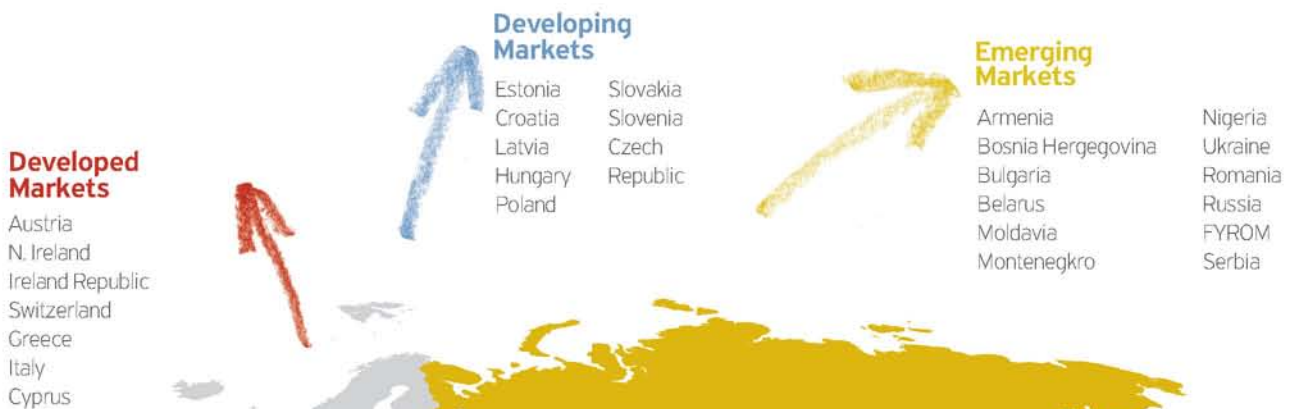 Developed
Markets
Austria
N. Ireland
Ireland Republic
Switzerland
Greece
Italy
Cyprus
Developing
Markets
Estonia
Croatia
Latvia
Hungary
Poland
Slovakia
Slovenia
Czech
Republic
Emerging
Markets
Armenia
Bosnia Hergegovina
Bulgaria
Belarus
Moldavia
Montenegkro
Nigeria
Ukraine
Romania
Russia
FYROM
Serbia